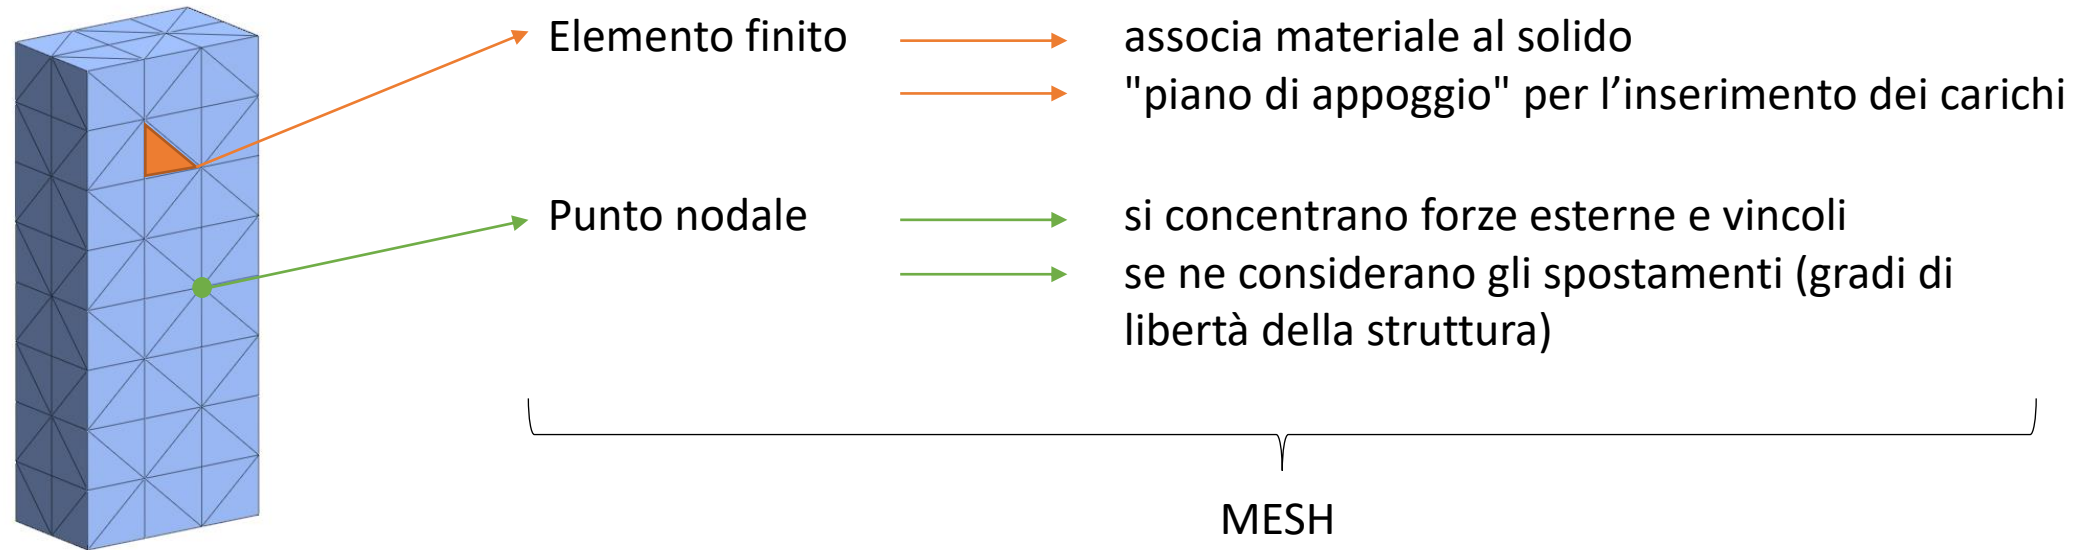 Elemento finito
associa materiale al solido
"piano di appoggio" per l’inserimento dei carichi
Punto nodale
si concentrano forze esterne e vincoli
se ne considerano gli spostamenti (gradi di
libertà della struttura)
MESH